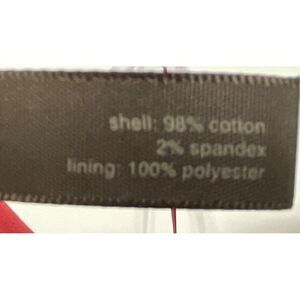 shell: 98% cotton
2% spandex
lining: 100% polyester